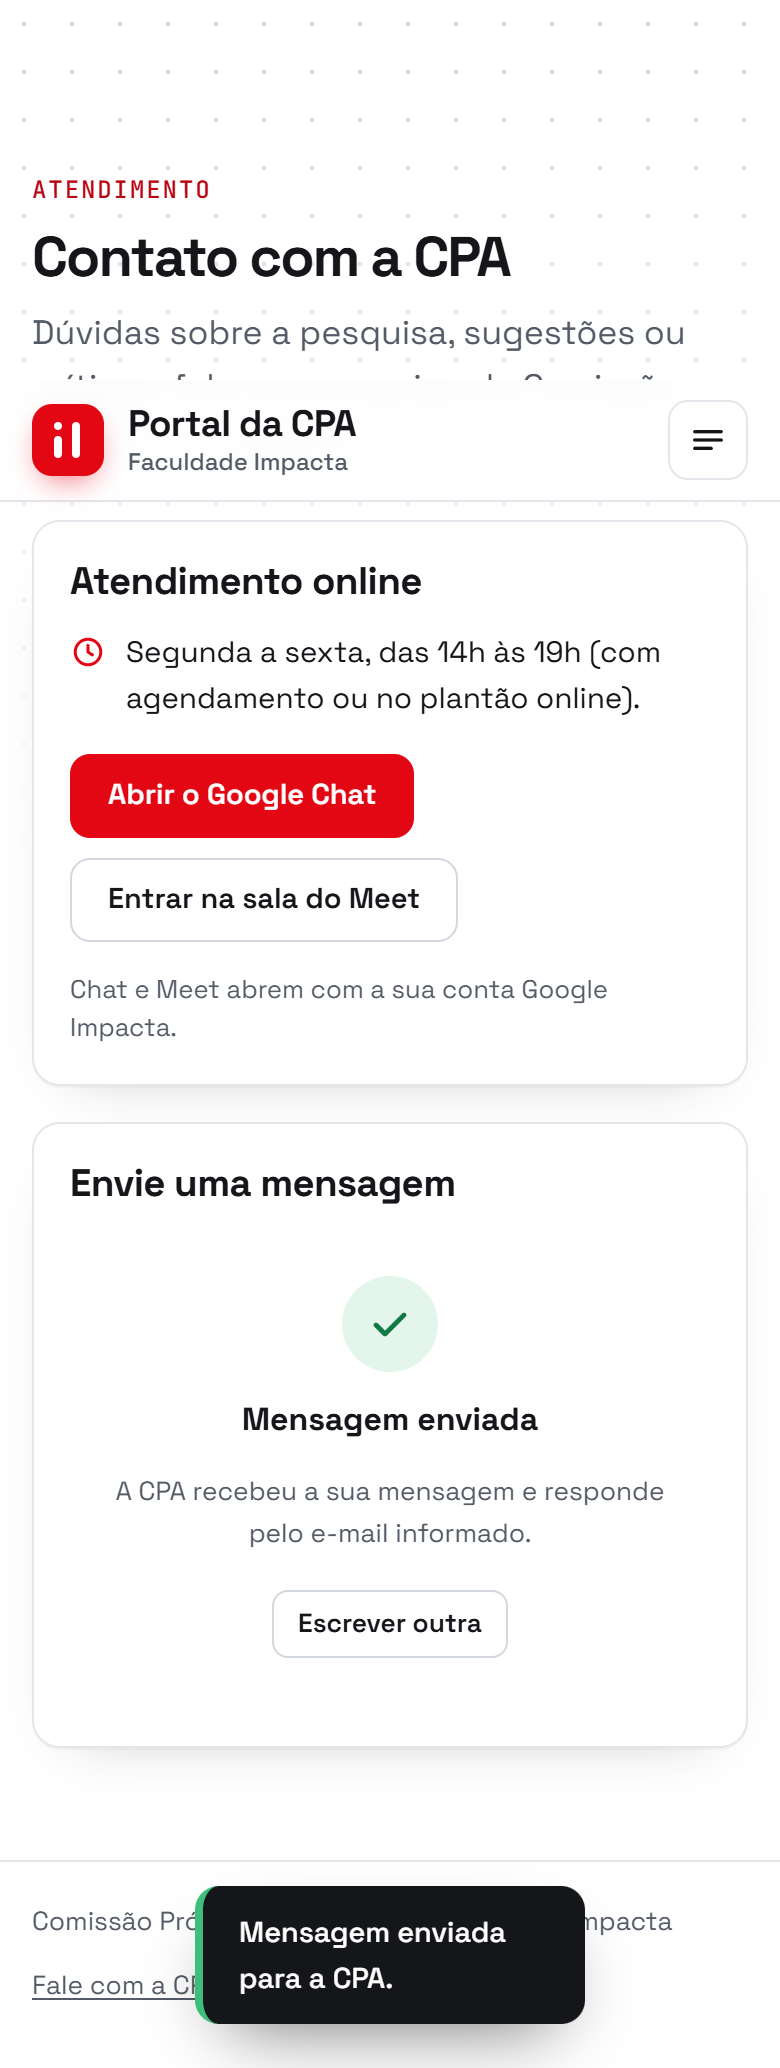 ATENDIMENTO
Contato com a CPA
Dúvidas sobre a pesquisa, sugestões ou
Portal da CPA
Faculdade Impacta
Atendimento online
Segunda a sexta, das 14h às 19h (com
agendamento ou no plantão online).
Abrir o Google Chat
Entrar na sala do Meet
Chat e Meet abrem com a sua conta Google
Impacta.
Envie uma mensagem
Mensagem enviada
A CPA recebeu a sua mensagem e responde
pelo e-mail informado.
Escrever outra
Comissão
Mensagem enviada
para a CPA.
Fale com a